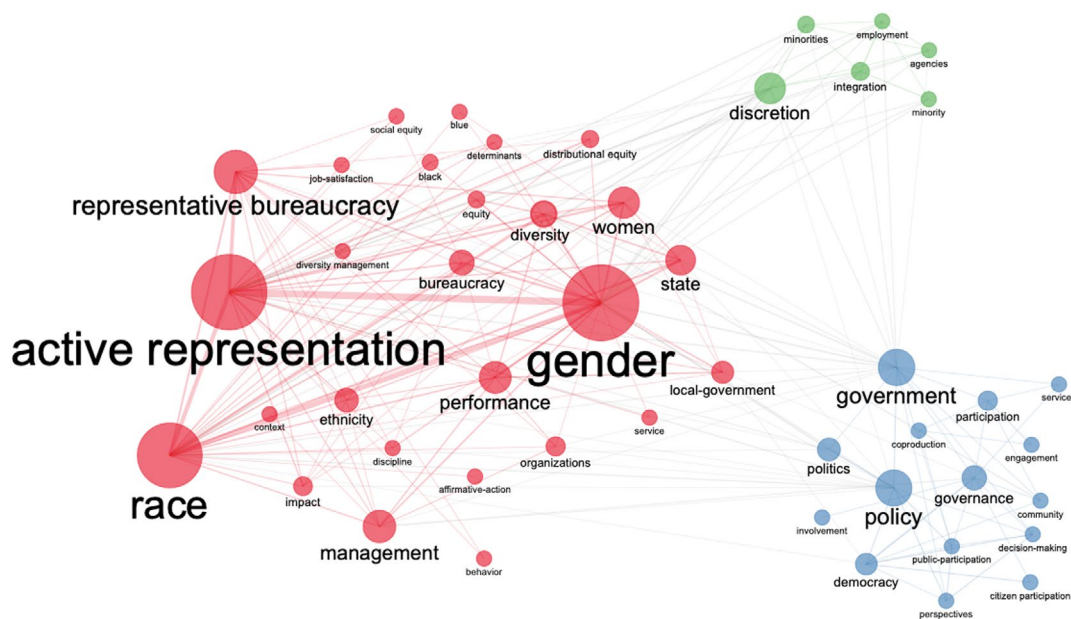 minorities
employment
agencies
integration
minority
discretion
social equity
blue
determinants
distributional equity
job-satisfaction
black
representative bureaucracy
equity
diversity
women
diversity management
bureaucracy
state
active representation
gender
performance
local-government
context
ethnicity
service
race
discipline
organizations
affirmative-action
impact
management
behavior
government
service
participation
coproduction
engagement
politics
policy
governance
community
involvement
decision-making
public-participation
democracy
citizen participation
perspectives